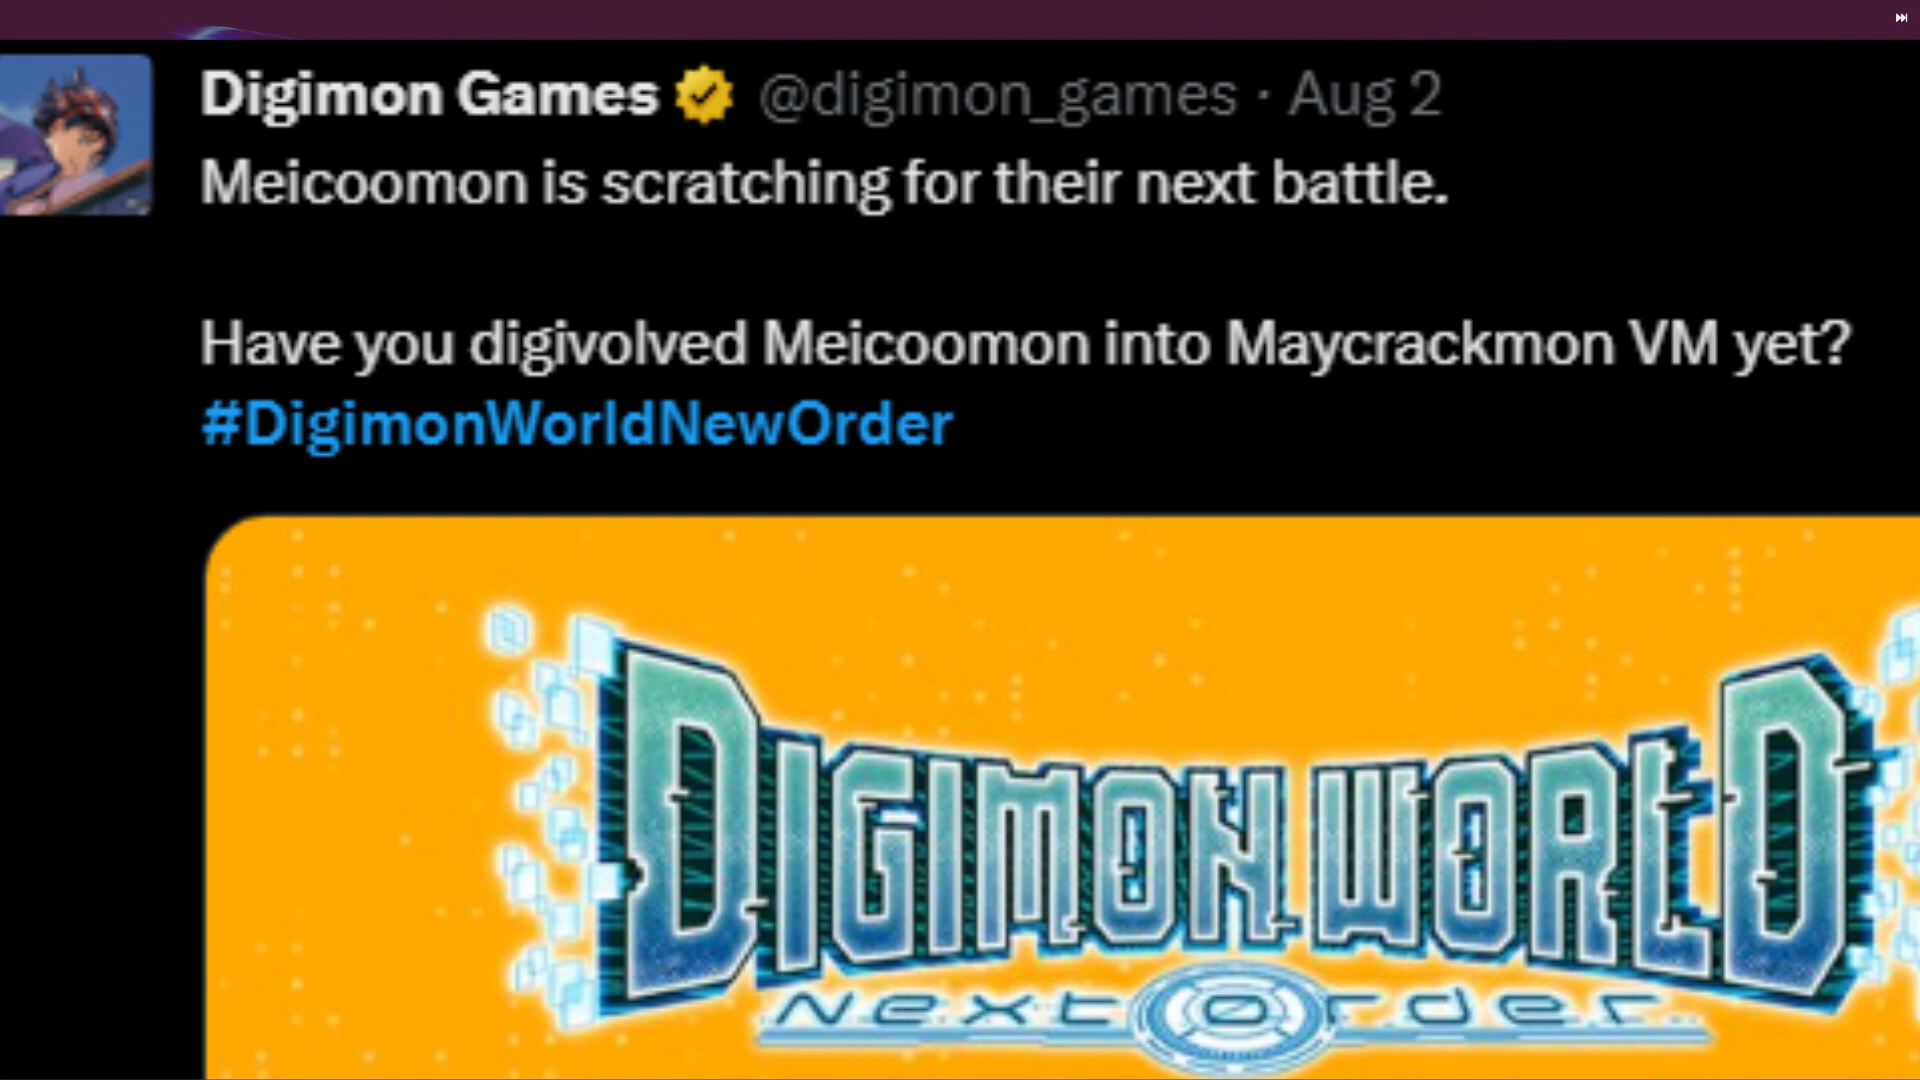 Digimon Games @digimon_games · Aug 2
Meicoomon is scratching for their next battle.
Have you digivolved Meicoomon into Maycrackmon VM yet?
#DigimonWorldNewOrder
DIGIMON WORLD
Next Order